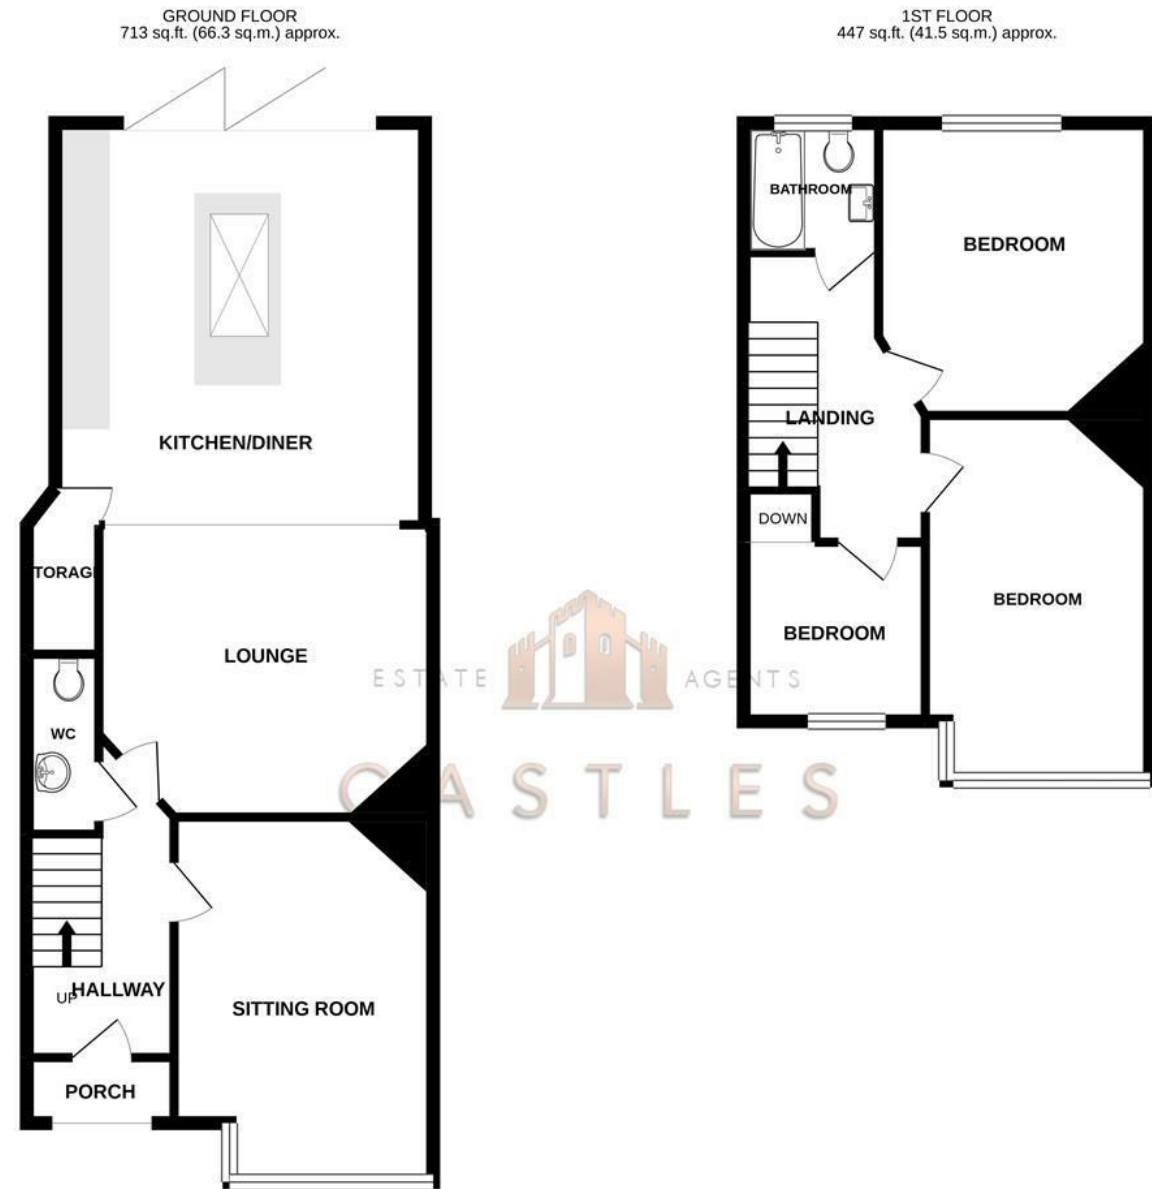 GROUND FLOOR
713 sq.ft. (66.3 sq.m.) approx.
1ST FLOOR
447 sq.ft. (41.5 sq.m.) approx.
BATHROOM
BEDROOM
LANDING
KITCHEN/DINER
DOWN
TORAG
BEDROOM
BEDROOM
LOUNGE
ESTATE AGENTS
WC
CASTLES
HALLWAY
UP
SITTING ROOM
PORCH